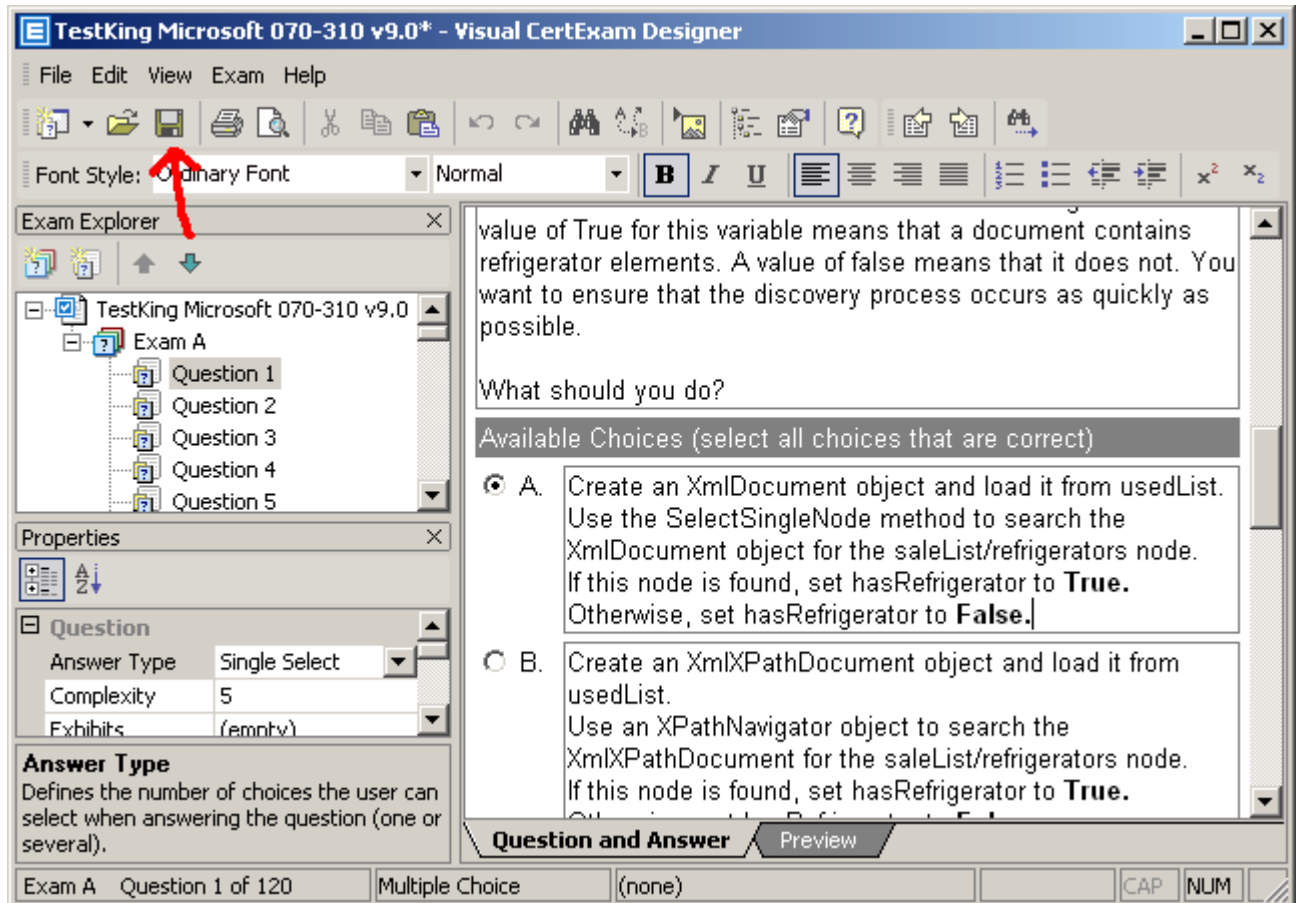 TestKing Microsoft 070-310 v9.0* - Visual CertExam Designer
File Edit View Exam Help
Font Style: Ordinary Font Normal B I U x² x₂
Exam Explorer
TestKing Microsoft 070-310 v9.0
Exam A
Question 1
Question 2
Question 3
Question 4
Question 5
Properties
Question
Answer Type Single Select
Complexity 5
Exhibits (empty)
Answer Type
Defines the number of choices the user can
select when answering the question (one or
several).
value of True for this variable means that a document contains
refrigerator elements. A value of false means that it does not. You
want to ensure that the discovery process occurs as quickly as
possible.
What should you do?
Available Choices (select all choices that are correct)
A. Create an XmlDocument object and load it from usedList.
Use the SelectSingleNode method to search the
XmlDocument object for the saleList/refrigerators node.
If this node is found, set hasRefrigerator to True.
Otherwise, set hasRefrigerator to False.
B. Create an XmlXPathDocument object and load it from
usedList.
Use an XPathNavigator object to search the
XmlXPathDocument for the saleList/refrigerators node.
If this node is found, set hasRefrigerator to True.
Question and Answer Preview
Exam A Question 1 of 120 Multiple Choice (none) CAP NUM